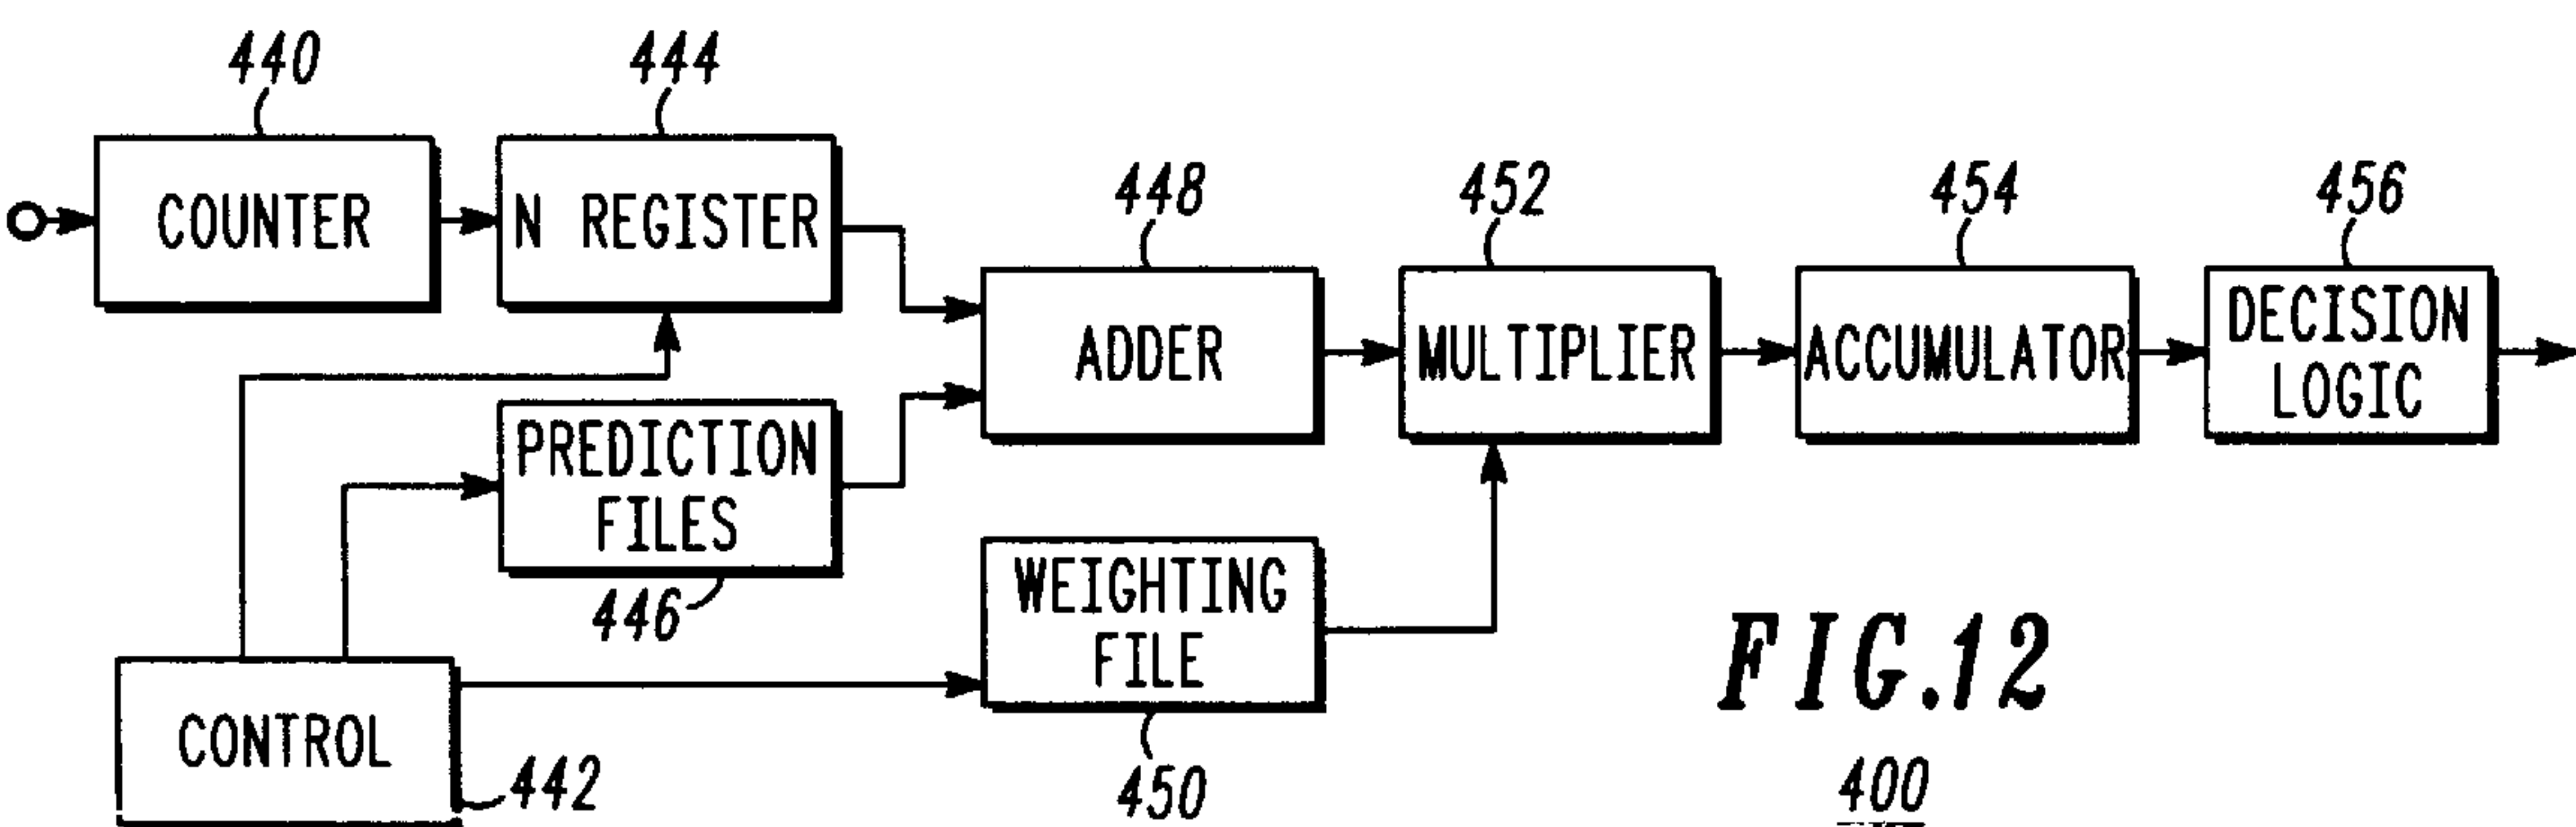 440
444
COUNTER
N REGISTER
448
452
454
456
ADDER
MULTIPLIER
ACCUMULATOR
DECISION
LOGIC
PREDICTION
FILES
446
WEIGHTING
FILE
450
CONTROL
442
FIG.12
400